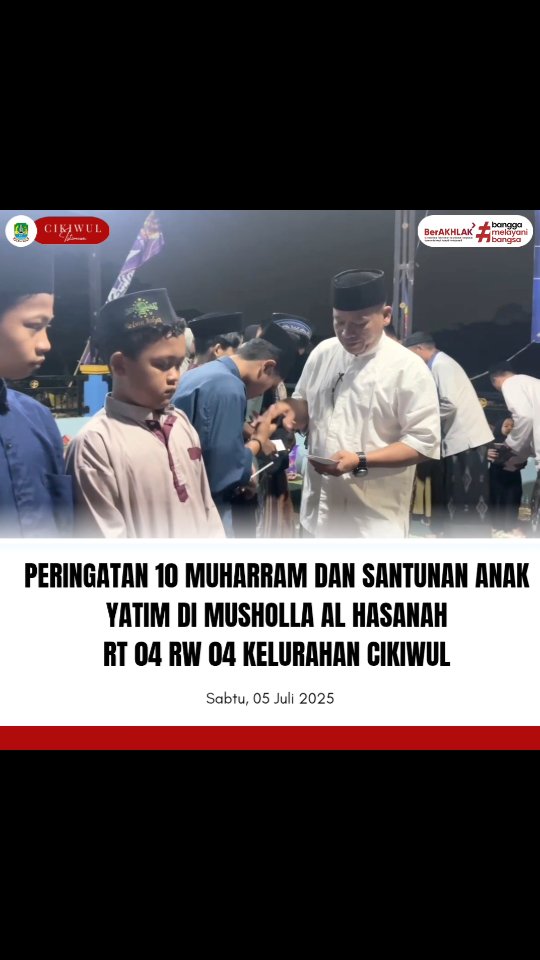 CIKIWUL
BerAKHLAK
#bangga
melayani
bangsa
PERINGATAN 10 MUHARRAM DAN SANTUNAN ANAK
YATIM DI MUSHOLLA AL HASANAH
RT 04 RW 04 KELURAHAN CIKIWUL
Sabtu, 05 Juli 2025